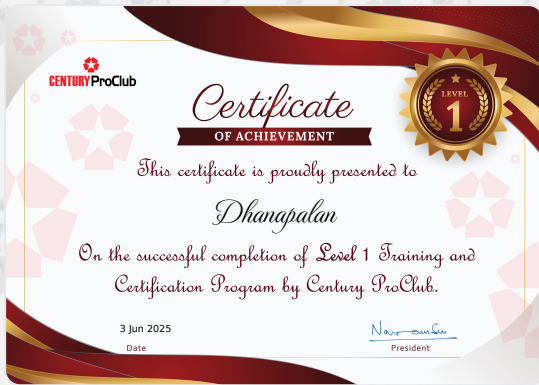 CENTURY ProClub
LEVEL
1
Certificate
OF ACHIEVEMENT
This certificate is proudly presented to
Dhanapalan
On the successful completion of Level 1 Training and
Certification Program by Century ProClub.
3 Jun 2025
Date
President